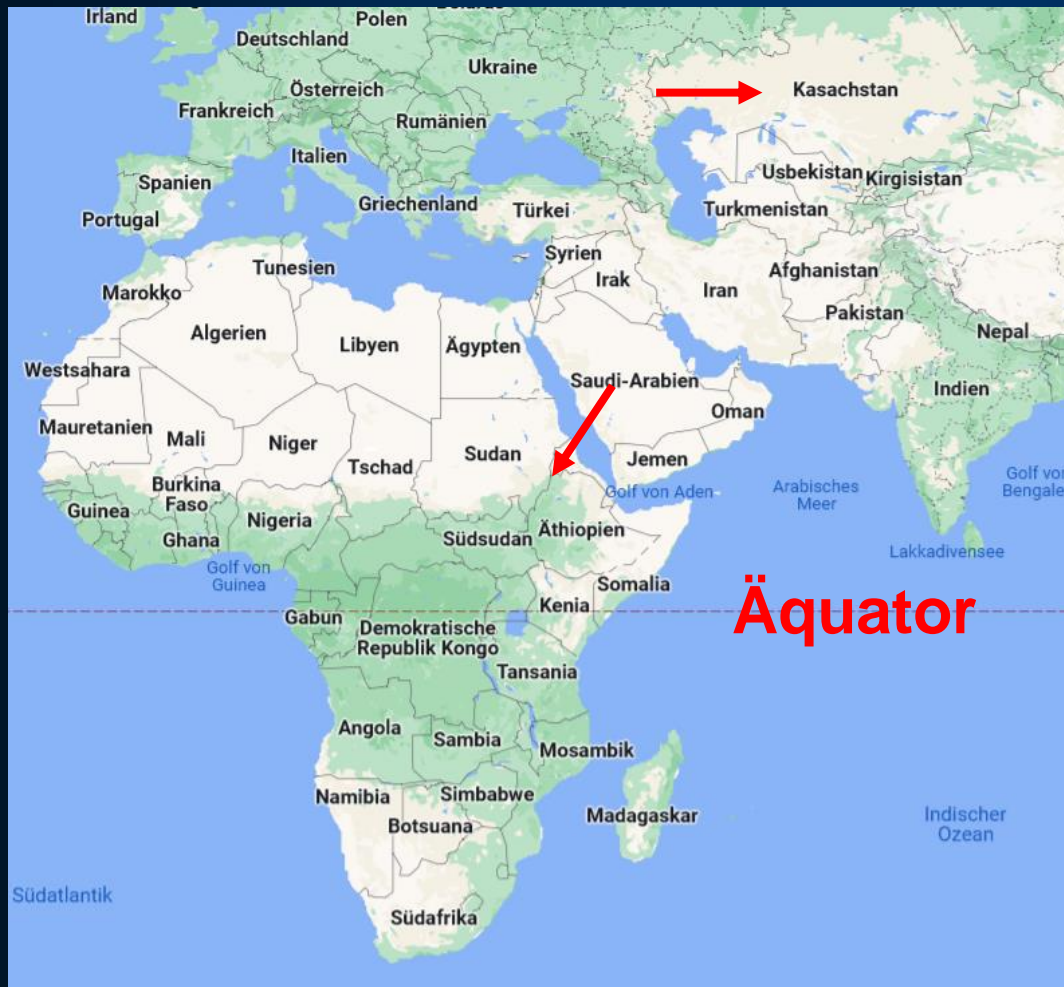 Irland
Polen
Deutschland
Ukraine
Österreich
Kasachstan
Frankreich
Rumänien
Italien
Usbekistan
Kirgisistan
Spanien
Griechenland
Türkei
Turkmenistan
Portugal
Syrien
Tunesien
Irak
Afghanistan
Marokko
Iran
Pakistan
Algerien
Libyen
Ägypten
Nepal
Westsahara
Saudi-Arabien
Indien
Oman
Mauretanien
Mali
Niger
Sudan
Jemen
Tschad
Burkina
Faso
Golf von Aden
Arabisches
Meer
Golf von
Bengale
Guinea
Nigeria
Ghana
Südsudan
Äthiopien
Lakkadivensee
Golf von
Guinea
Somalia
Kenia
Äquator
Gabun
Demokratische
Republik Kongo
Tansania
Angola
Sambia
Mosambik
Namibia
Simbabwe
Madagaskar
Botsuana
Indischer
Ozean
Südatlantik
Südafrika